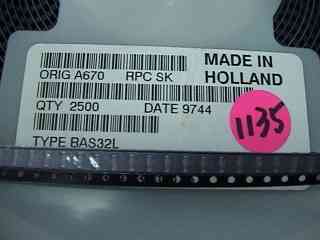 MADE IN
HOLLAND
ORIG A670 RPC SK
QTY 2500 DATE 9744
1135
TYPE BAS32L